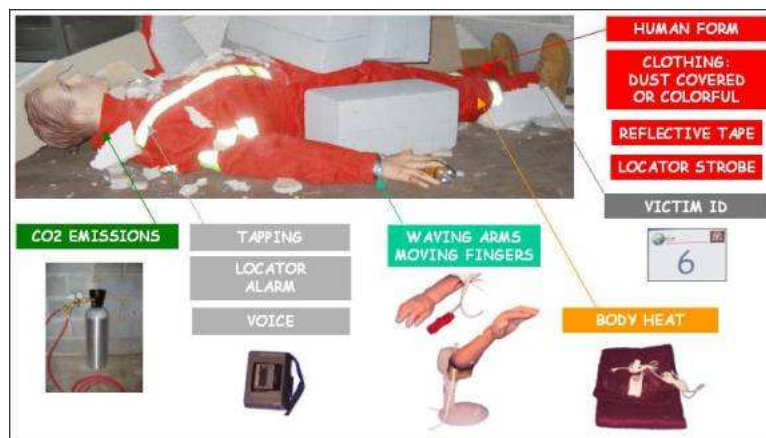 HUMAN FORM
CLOTHING:
DUST COVERED
OR COLORFUL
REFLECTIVE TAPE
LOCATOR STROBE
VICTIM ID
6
CO2 EMISSIONS
TAPPING
LOCATOR
ALARM
VOICE
WAVING ARMS
MOVING FINGERS
BODY HEAT